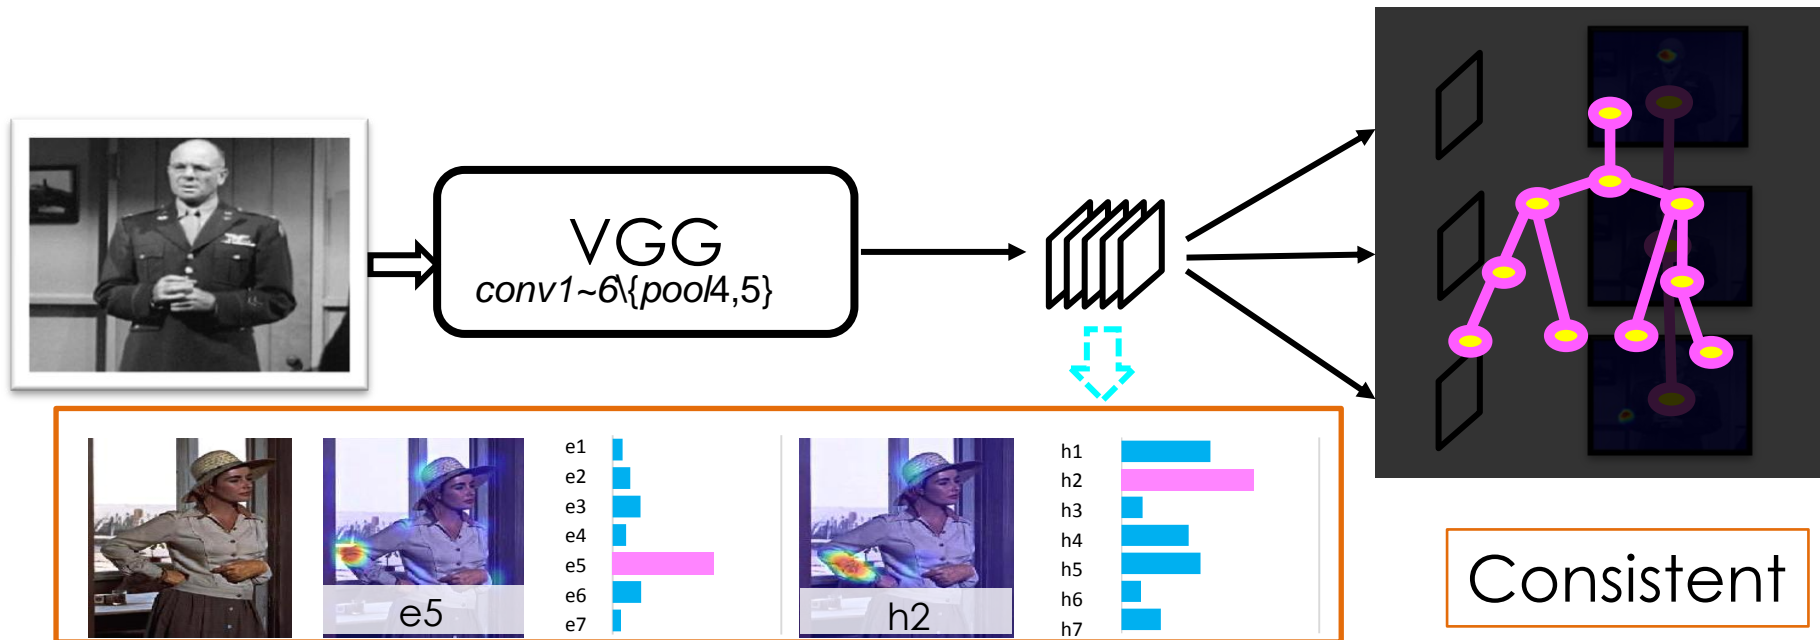 VGG
conv1~6\{pool4,5}
e1
e2
e3
e4
e5
e6
e7
e5
h2
h1
h2
h3
h4
h5
h6
h7
Consistent